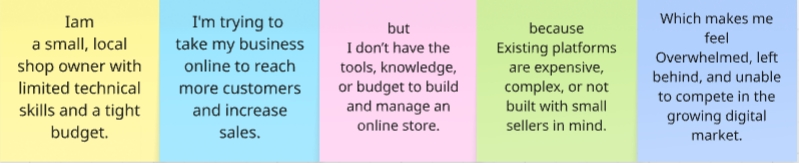 Iam
a small, local
shop owner with
limited technical
skills and a tight
budget.
I'm trying to
take my business
online to reach
more customers
and increase
sales.
but
I don't have the
tools, knowledge,
or budget to build
and manage an
online store.
because
Existing platforms
are expensive,
complex, or not
built with small
sellers in mind.
Which makes me
feel
Overwhelmed, left
behind, and unable
to compete in the
growing digital
market.